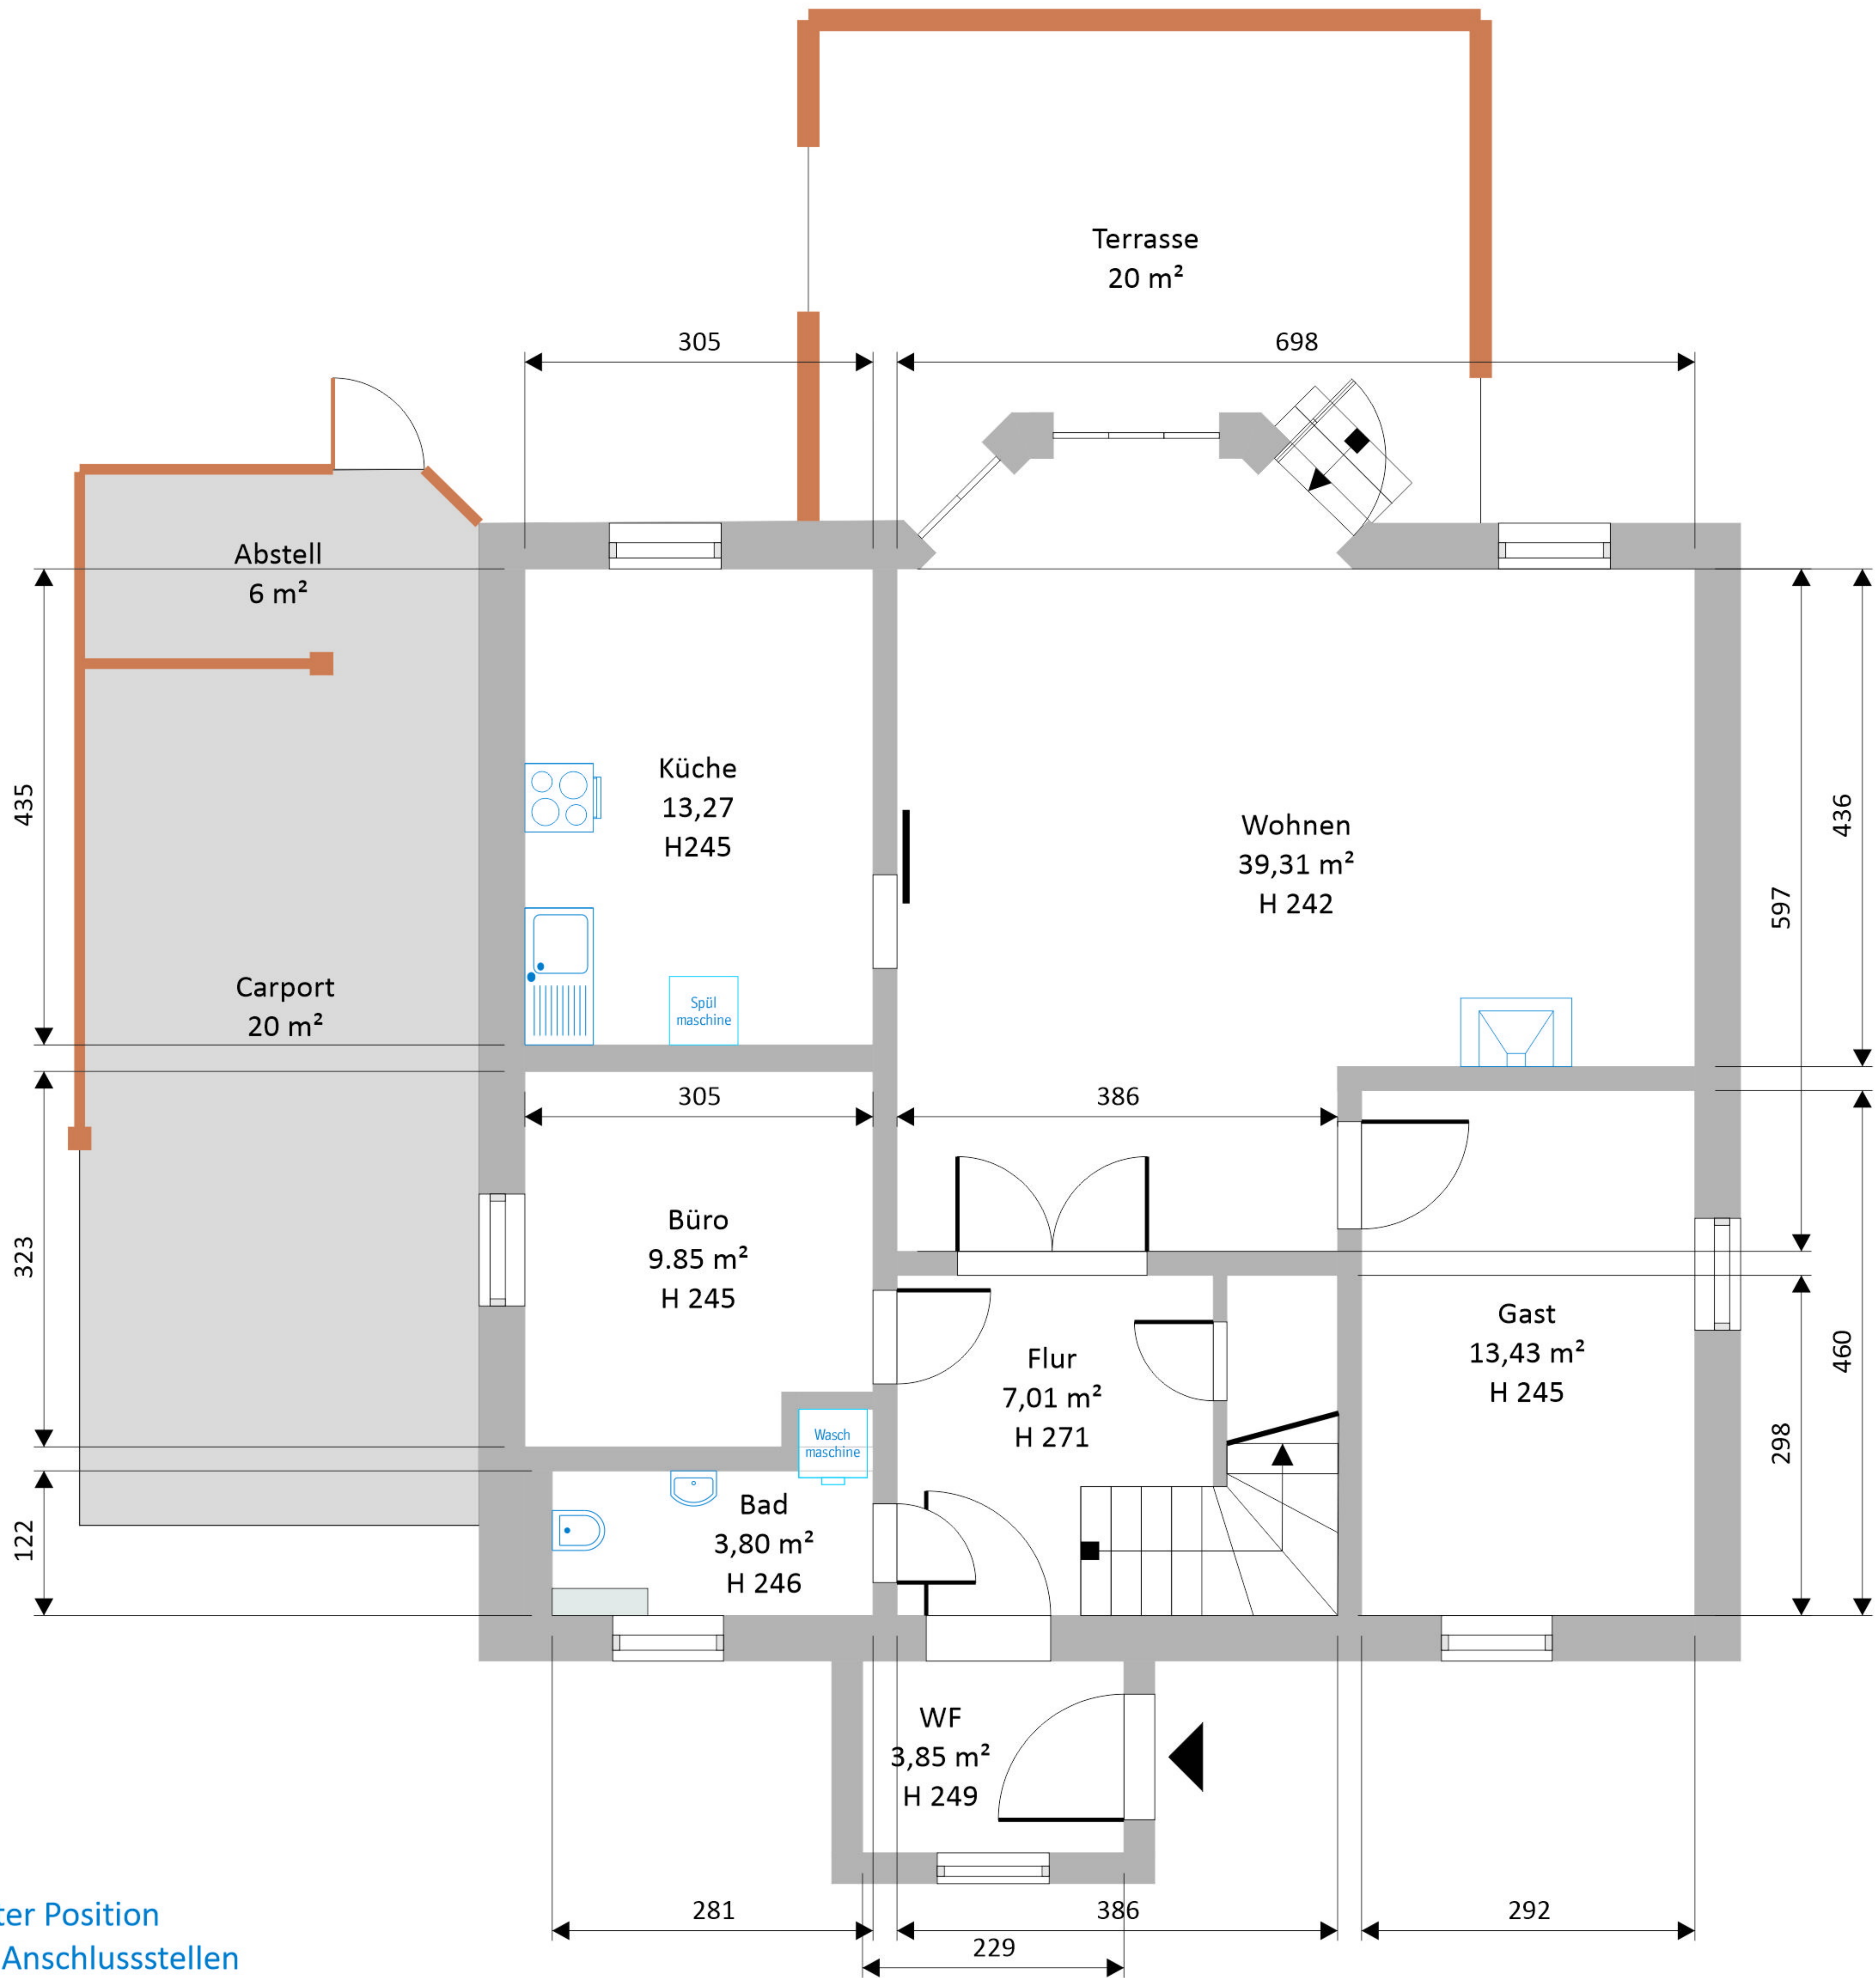 Terrasse
20 m²
305
698
Abstell
6 m²
435
Küche
13,27
H245
Wohnen
39,31 m²
H 242
436
597
Carport
20 m²
Spül
maschine
305
386
323
Büro
9.85 m²
H 245
Gast
13,43 m²
H 245
460
Flur
7,01 m²
H 271
298
Wasch
maschine
122
Bad
3,80 m²
H 246
WF
3,85 m²
H 249
281
386
292
229
ter Position
Anschlussstellen